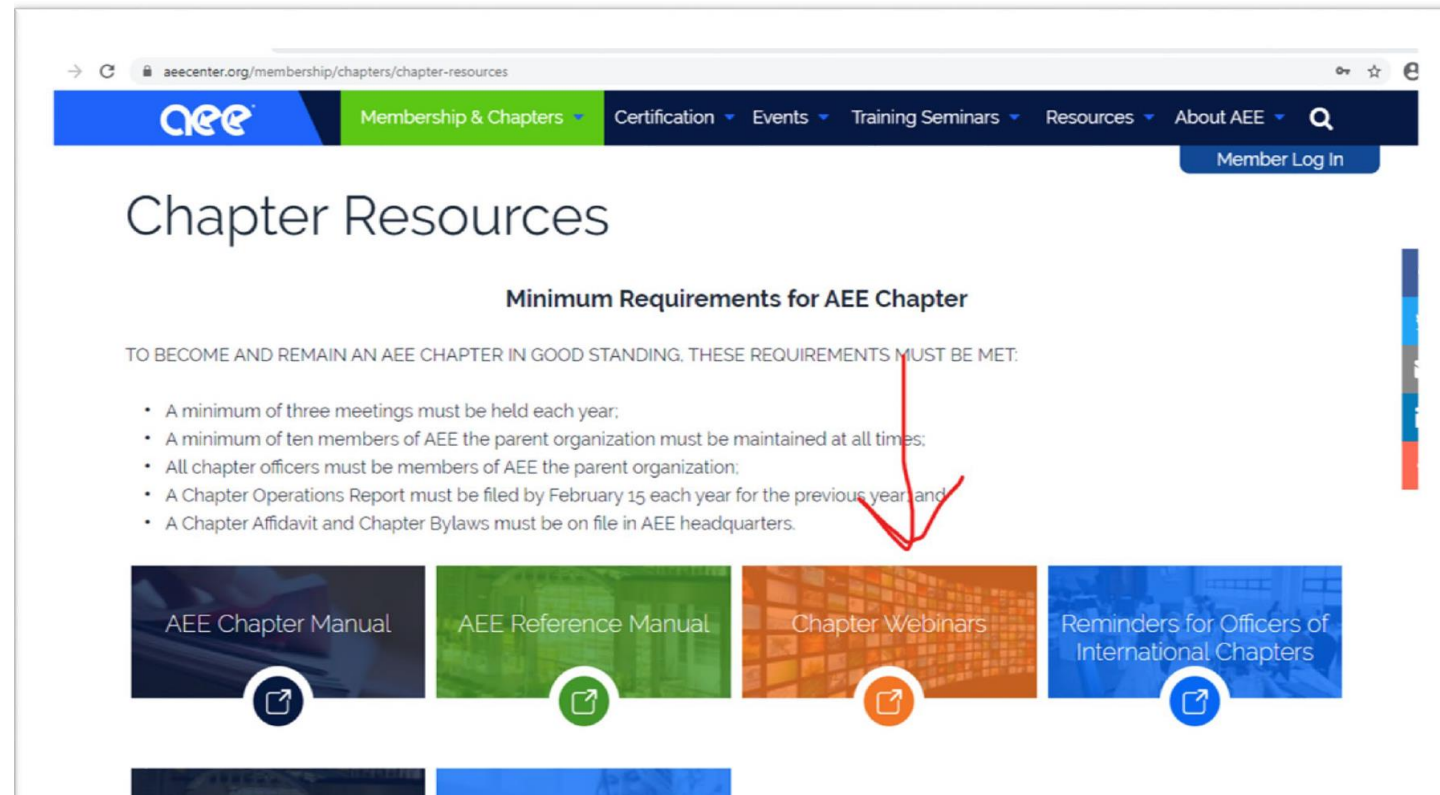 aeecenter.org/membership/chapters/chapter-resources
aee
Membership & Chapters Certification Events Training Seminars Resources About AEE
Member Log In
Chapter Resources
Minimum Requirements for AEE Chapter
TO BECOME AND REMAIN AN AEE CHAPTER IN GOOD STANDING, THESE REQUIREMENTS MUST BE MET:
• A minimum of three meetings must be held each year;
• A minimum of ten members of AEE the parent organization must be maintained at all times;
• All chapter officers must be members of AEE the parent organization;
• A Chapter Operations Report must be filed by February 15 each year for the previous year; and
• A Chapter Affidavit and Chapter Bylaws must be on file in AEE headquarters.
AEE Chapter Manual
AEE Reference Manual
Chapter Webinars
Reminders for Officers of
International Chapters